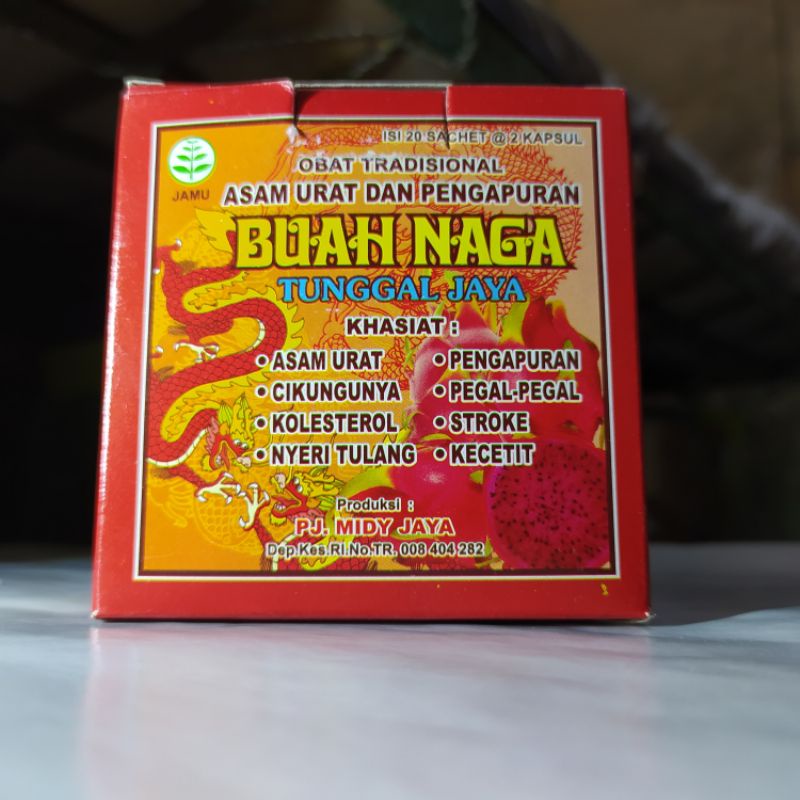 ISI 20 SACHET @ 2 KAPSUL
JAMU
OBAT TRADISIONAL
ASAM URAT DAN PENGAPURAN
BUAH NAGA
TUNGGAL JAYA
KHASIAT :
• ASAM URAT • PENGAPURAN
• CIKUNGUNYA • PEGAL-PEGAL
• KOLESTEROL • STROKE
• NYERI TULANG • KECETIT
Produksi :
PJ. MIDY JAYA
Dep.Kes.RI.No.TR. 008 404 282